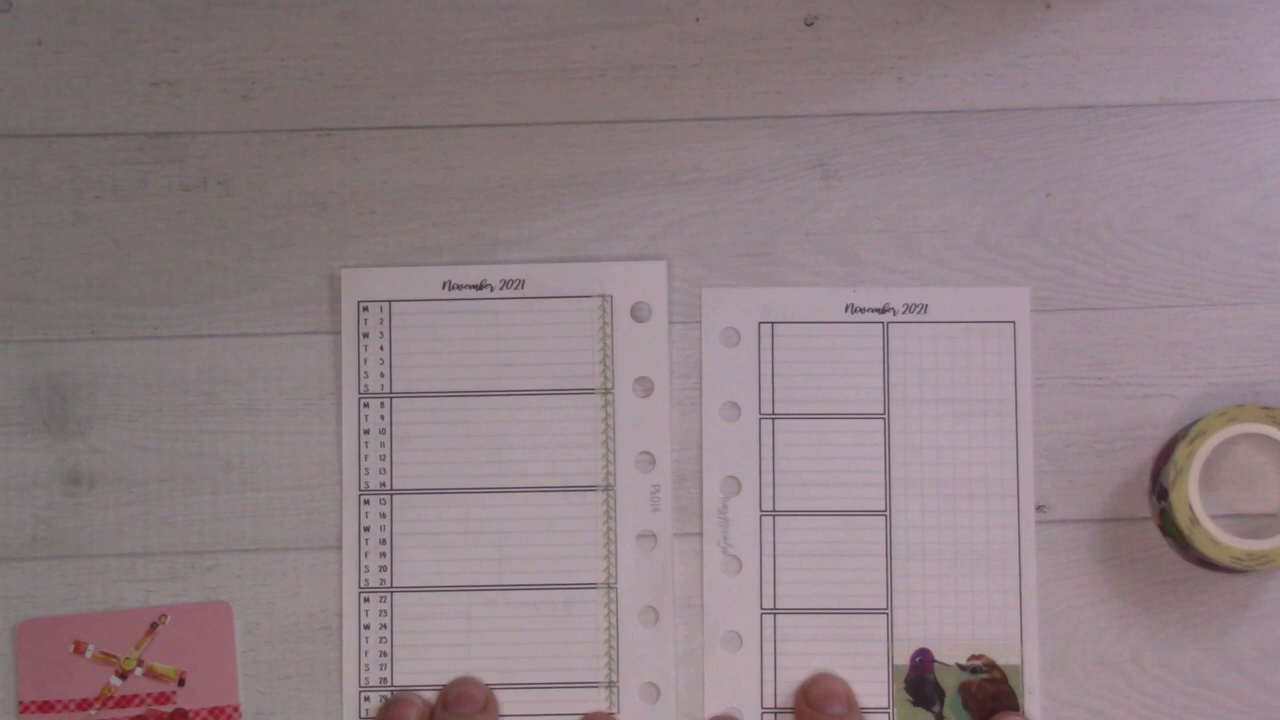 November 2021
M 1
T 2
W 3
T 4
F 5
S 6
S 7
M 8
T 9
W 10
T 11
F 12
S 13
S 14
M 15
T 16
W 17
T 18
F 19
S 20
S 21
M 22
T 23
W 24
T 25
F 26
S 27
S 28
M 29
T
November 2021